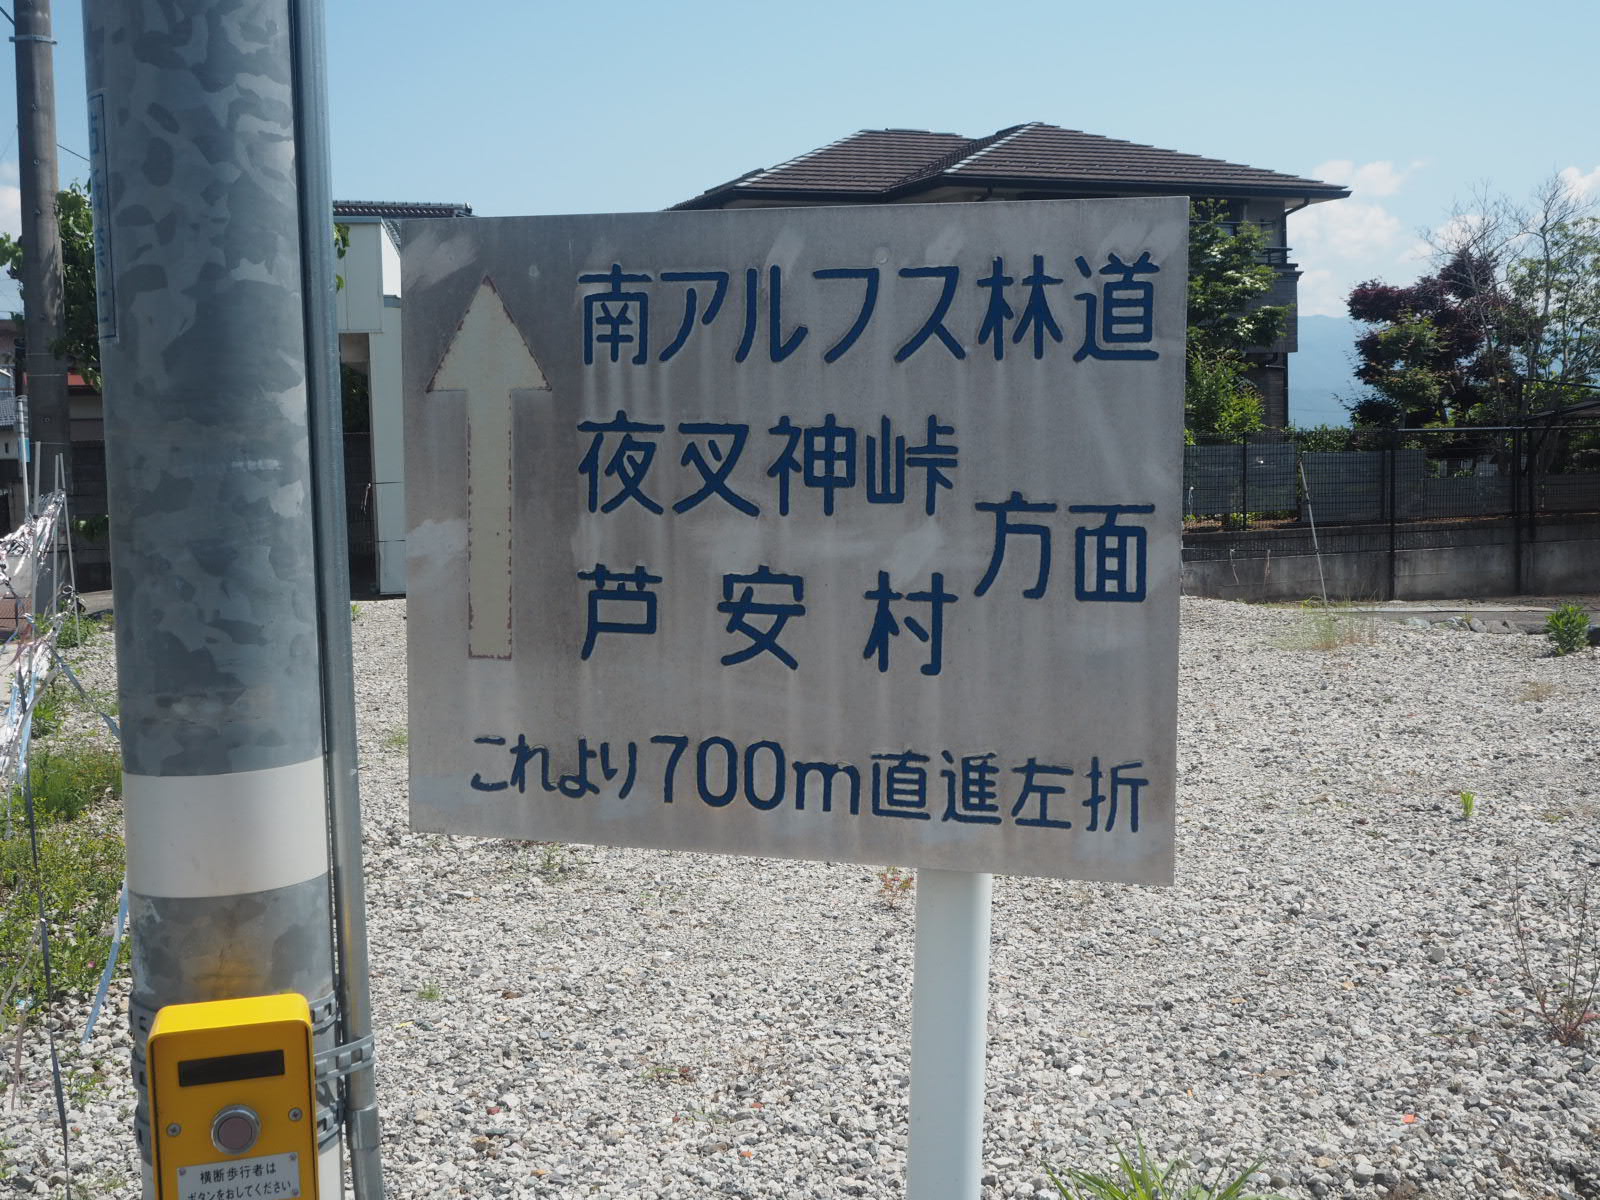 南アルプス林道
夜叉神峠
芦安村
方面
これより700m直進左折
横断歩行者は
ボタンをおしてください